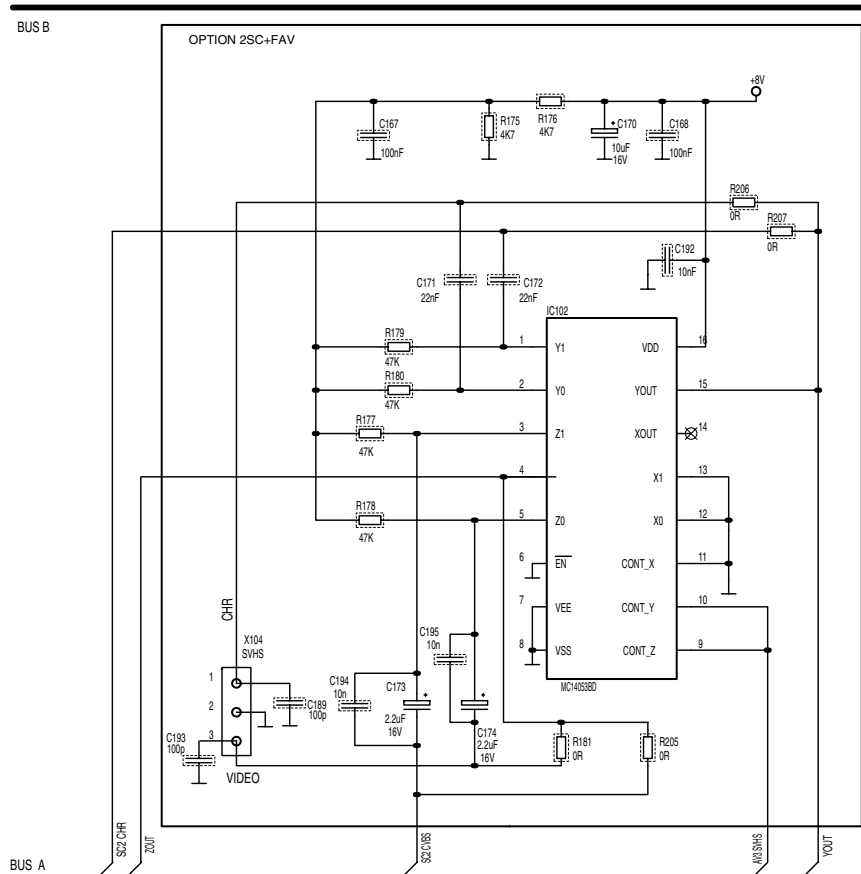 BUS B
OPTION 2SC+FAV
+8V
C167
100nF
R175
4K7
R176
4K7
C170
10uF
16V
C168
100nF
R206
0R
R207
0R
C192
10nF
C171
22nF
C172
22nF
IC102
R179
47K
1
Y1
VDD
16
R180
47K
2
Y0
YOUT
15
R177
47K
3
Z1
XOUT
14
4
X1
13
R178
47K
5
Z0
X0
12
6
EN
CONT_X
11
7
VEE
CONT_Y
10
8
VSS
CONT_Z
9
MC14053BD
CHR
X104
SVHS
1
2
3
C189
100p
C193
100p
VIDEO
C194
10n
C173
2.2uF
16V
C195
10n
C174
2.2uF
16V
R181
0R
R205
0R
SC2 CHR
ZOUT
SC2 CVBS
AV3 SVHS
YOUT
BUS A